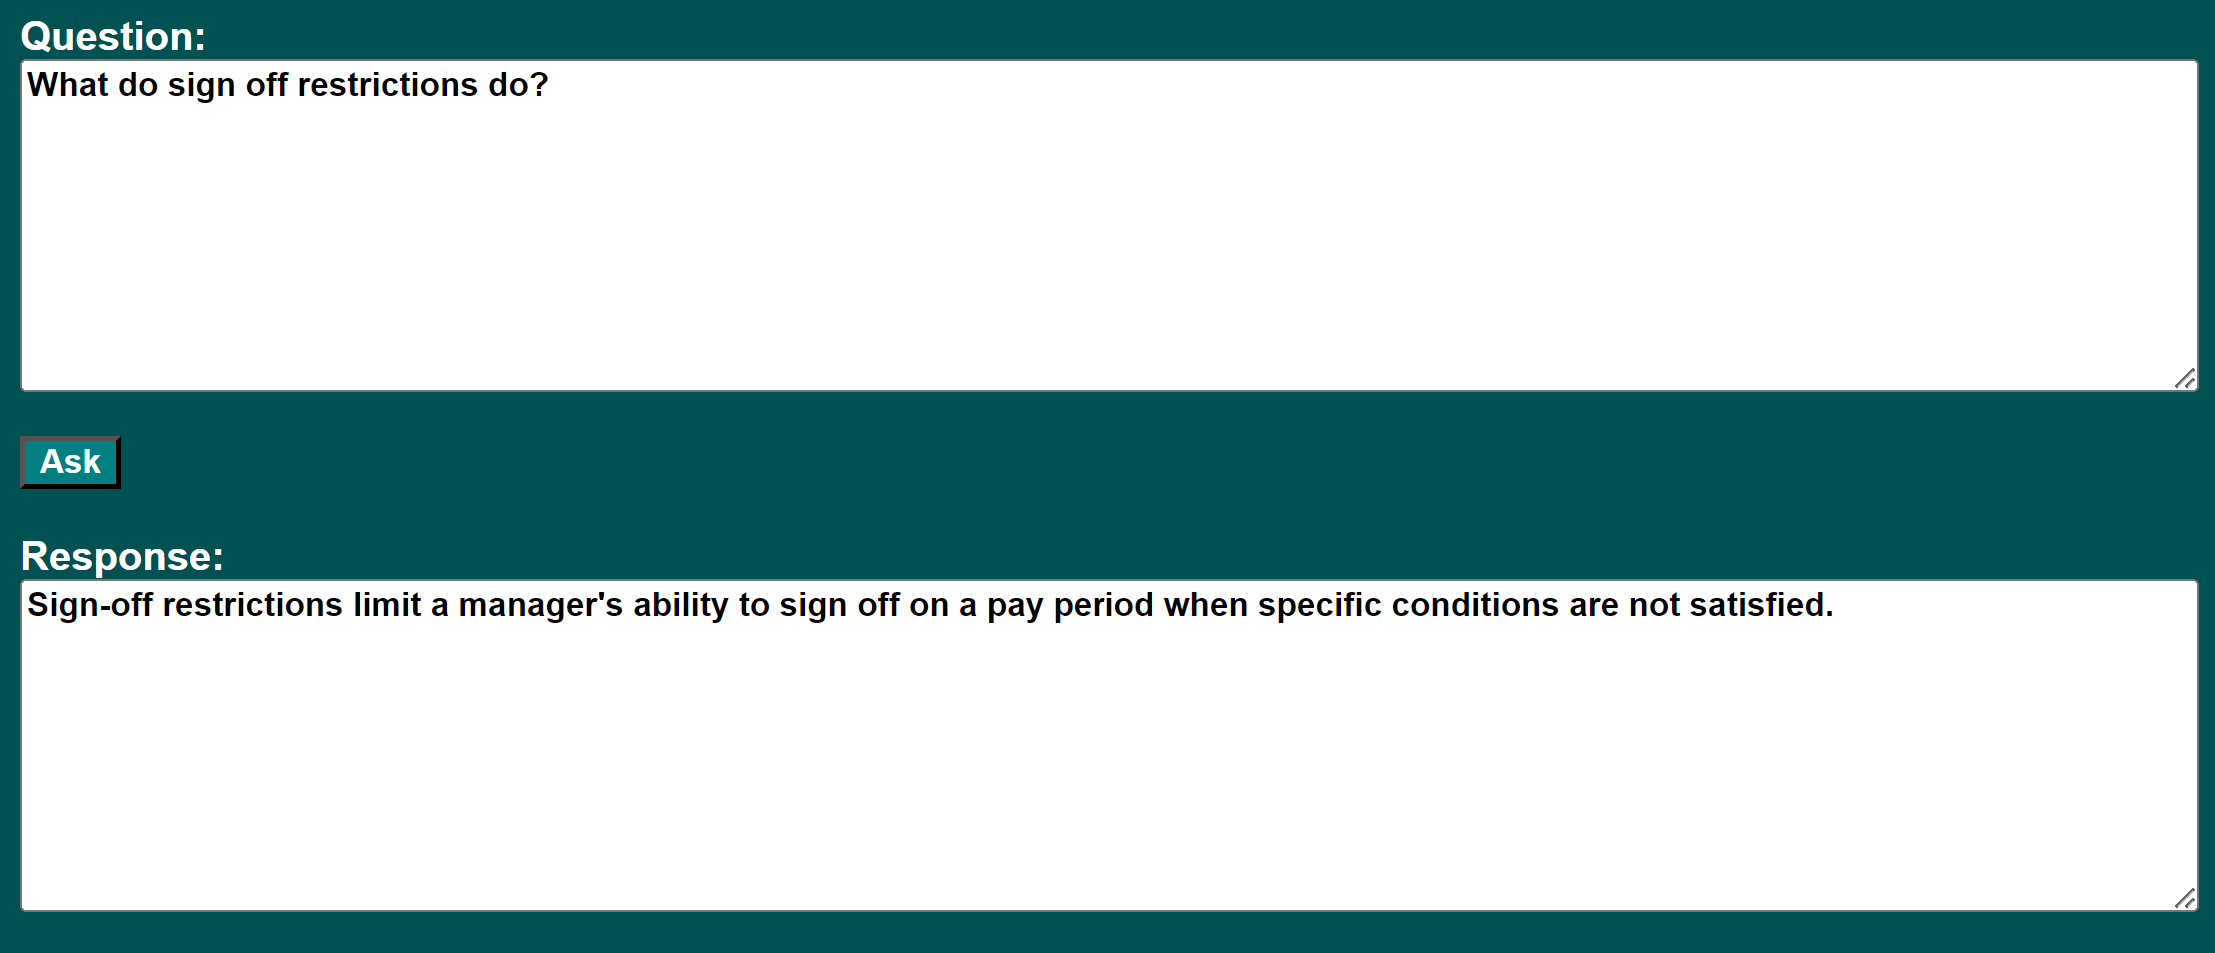 Question:
What do sign off restrictions do?
Ask
Response:
Sign-off restrictions limit a manager's ability to sign off on a pay period when specific conditions are not satisfied.